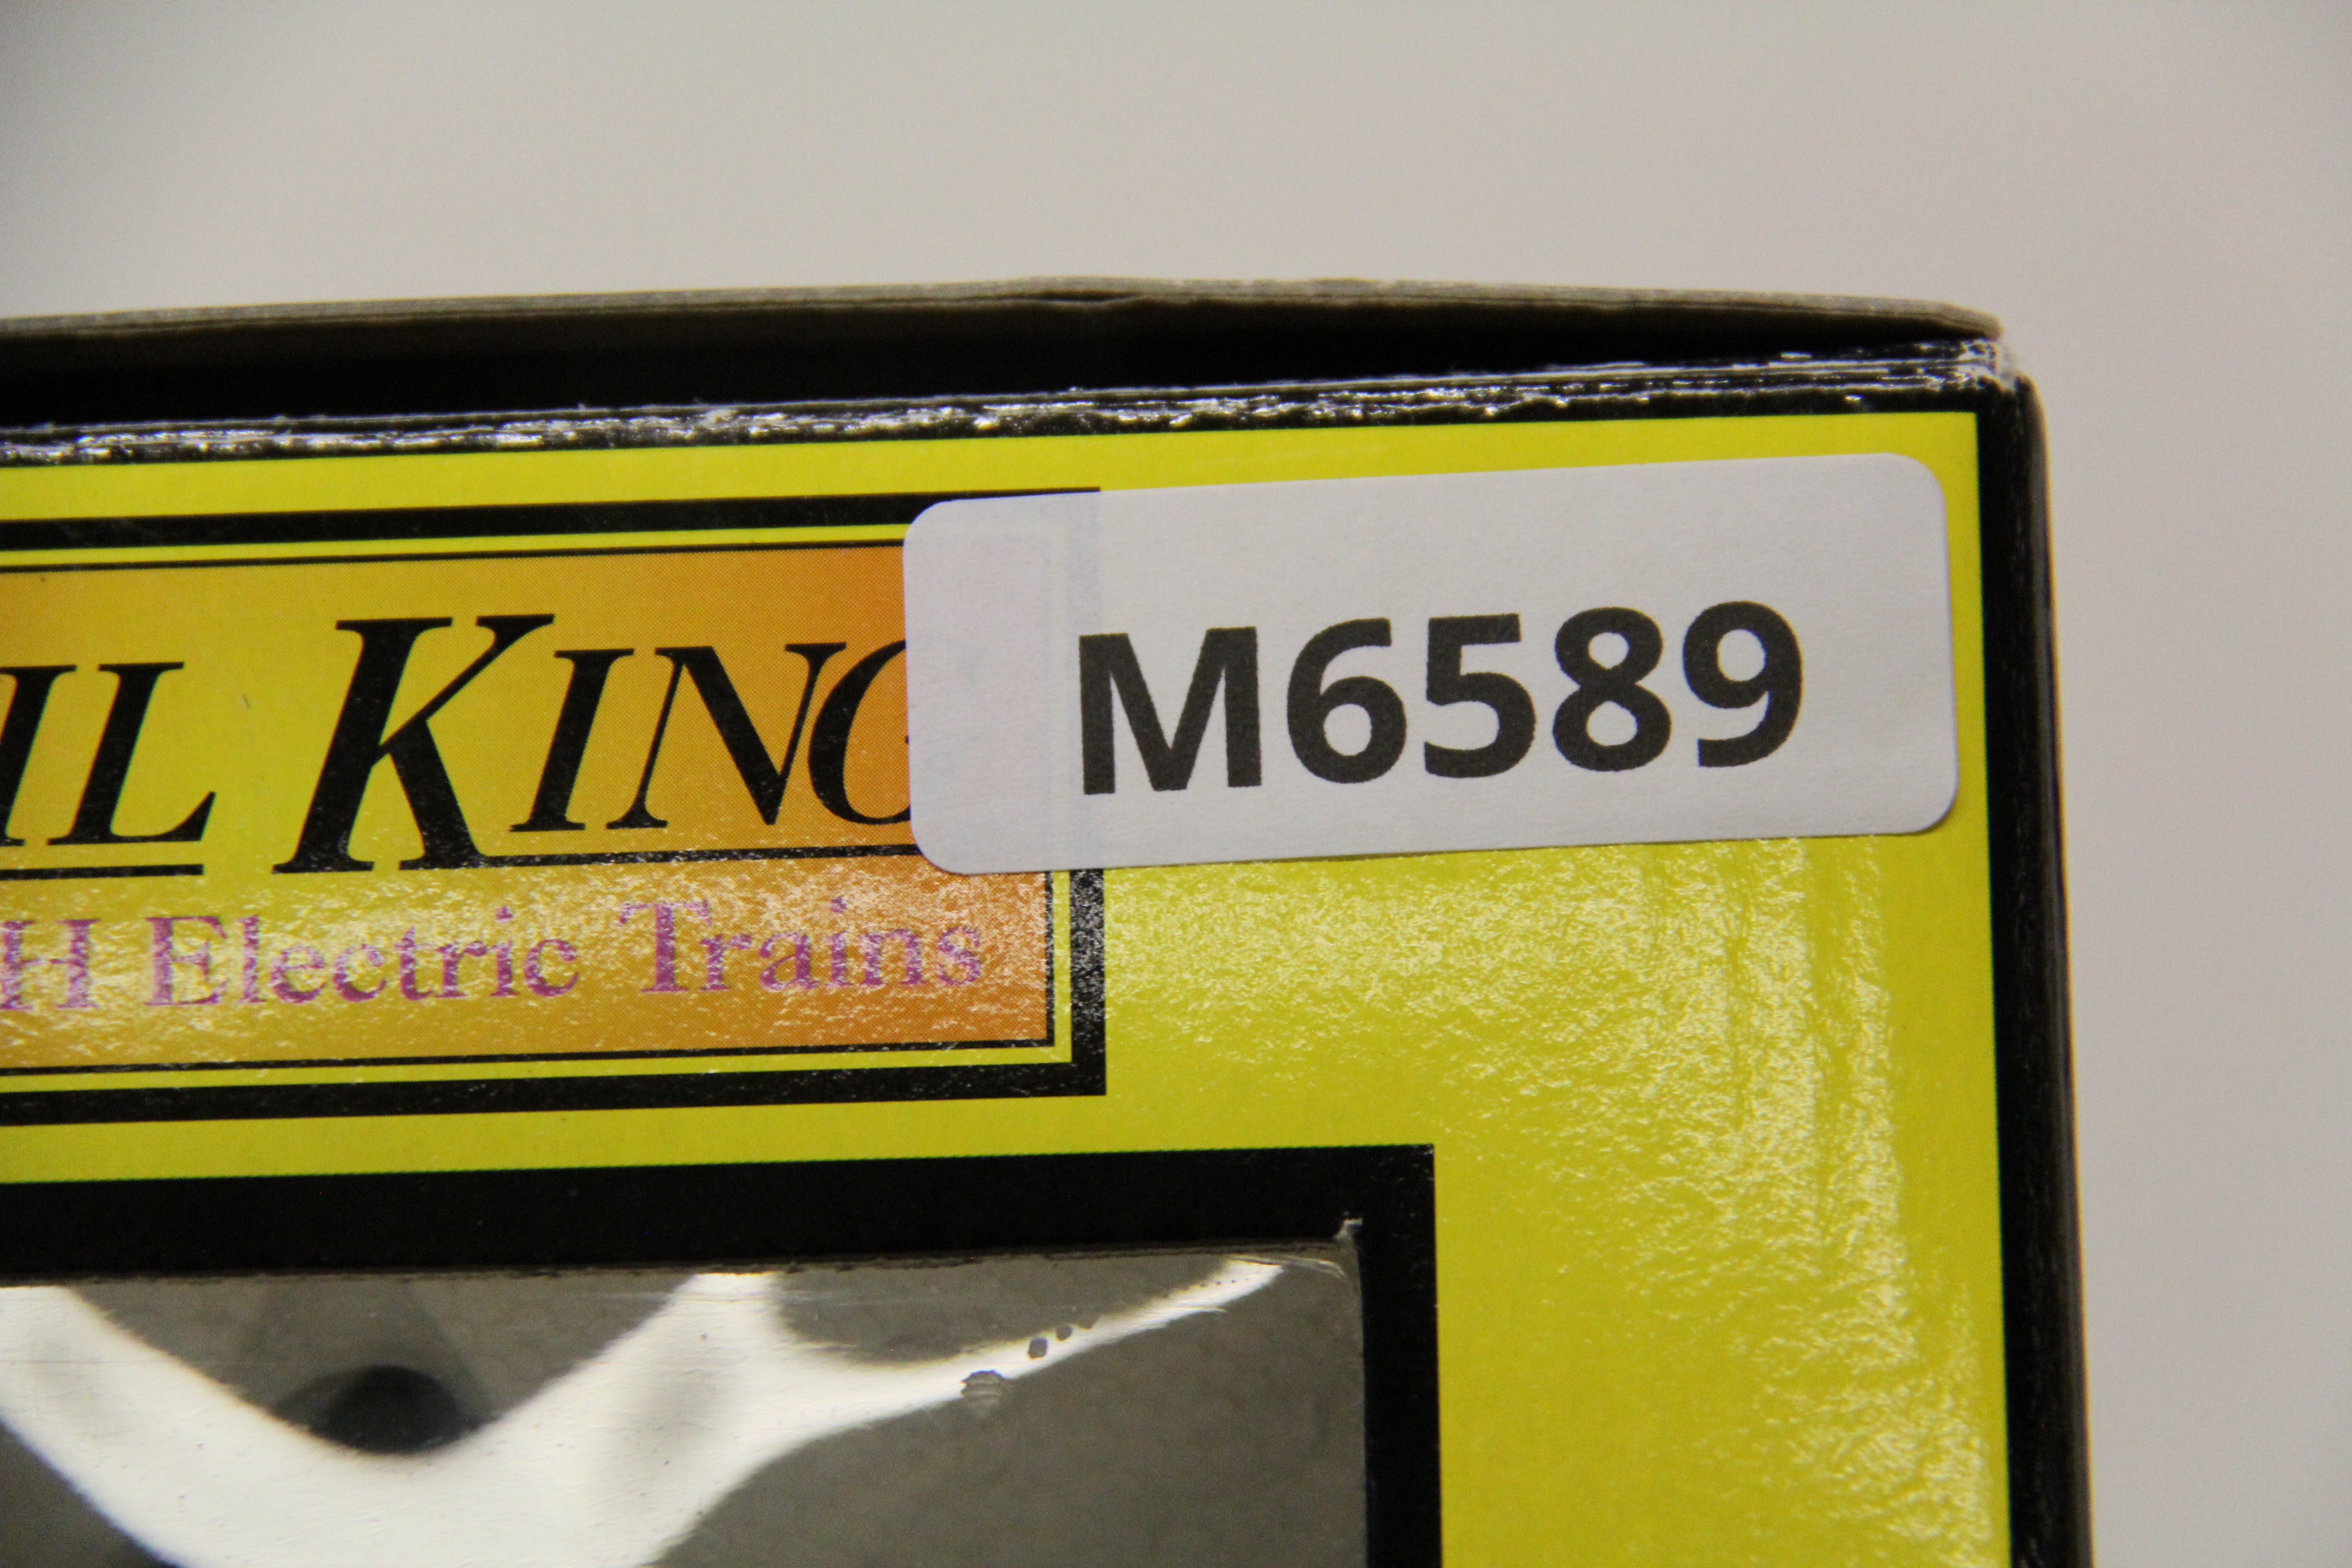 IL KING
M6589
H Electric Trains